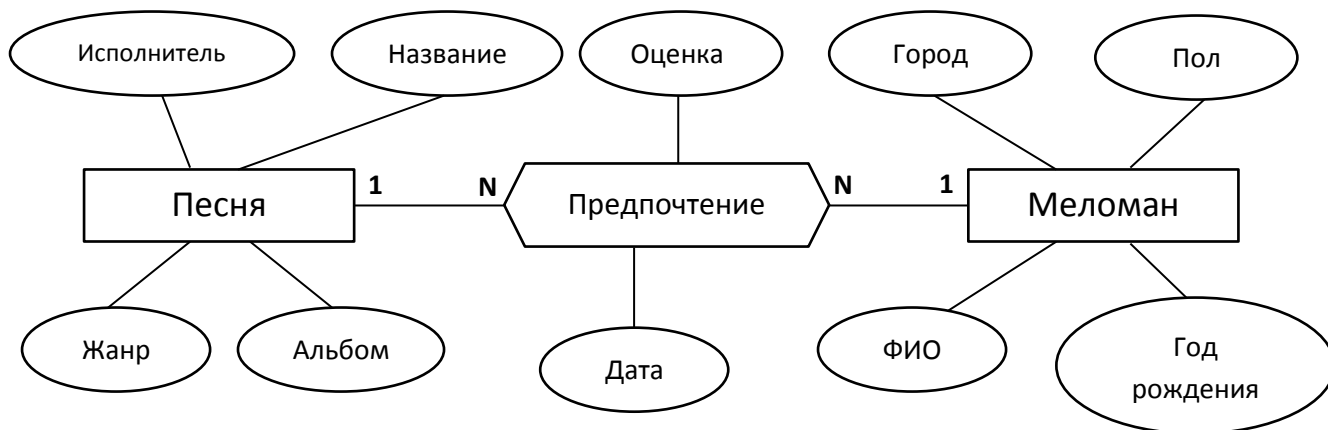 Исполнитель
Название
Оценка
Город
Пол
Песня
1
N
Предпочтение
N
1
Меломан
Жанр
Альбом
Дата
ФИО
Год
рождения